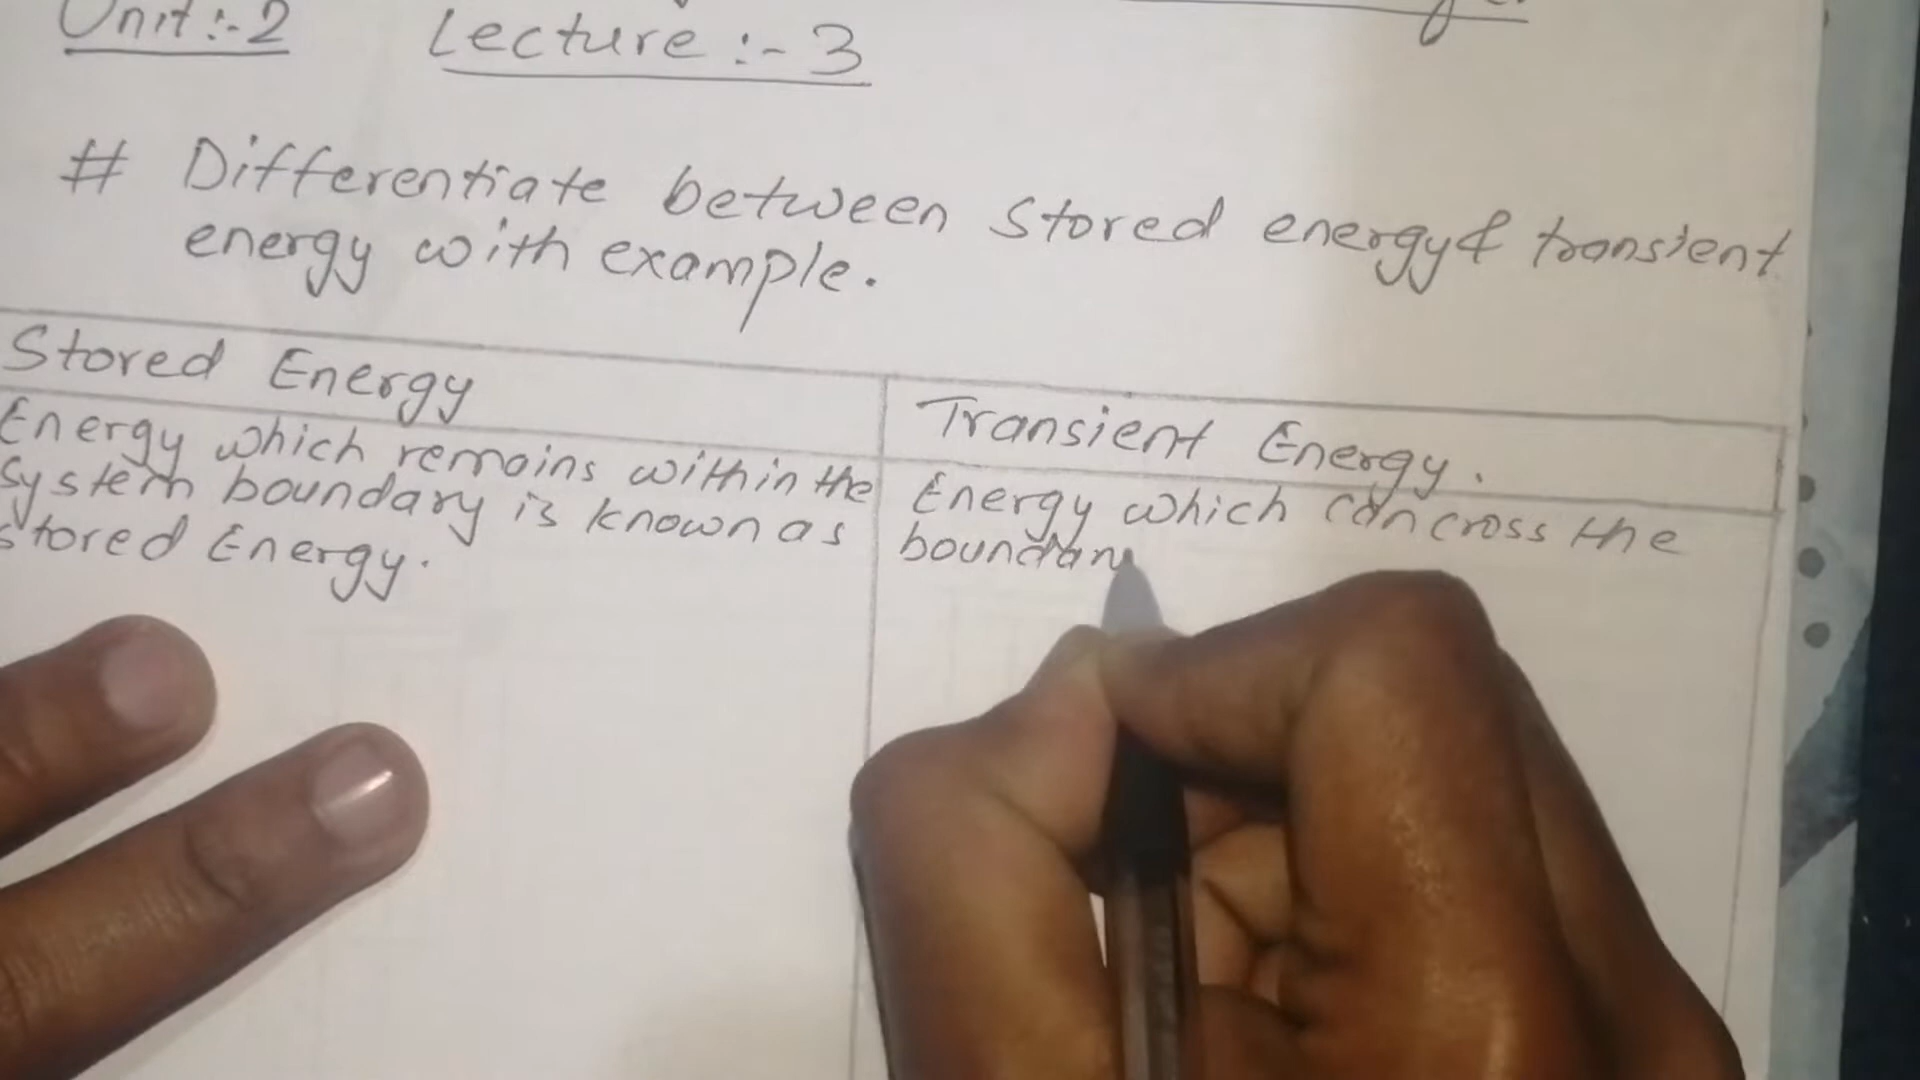 Unit :- 2 Lecture :- 3
# Differentiate between stored energy & transient
energy with example.
Stored Energy
Energy which remains within the
system boundary is known as
stored Energy.
Transient Energy.
Energy which can cross the
boundary